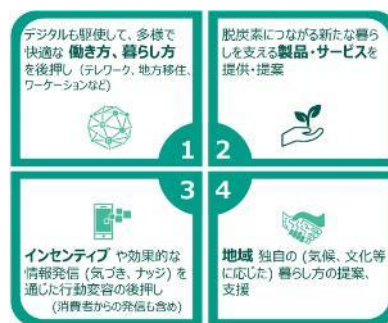 デジタルも駆使して、多様で
快適な 働き方、暮らし方
を後押し（テレワーク、地方移住、
ワーケーションなど）
1
脱炭素につながる新たな暮ら
しを支える製品・サービスを
提供・提案
2
3
インセンティブ や効果的な
情報発信（気づき、ナッジ）を
通じた行動変容の後押し
（消費者からの発信も含め）
4
地域 独自の（気候、文化等
に応じた）暮らし方の提案、
支援